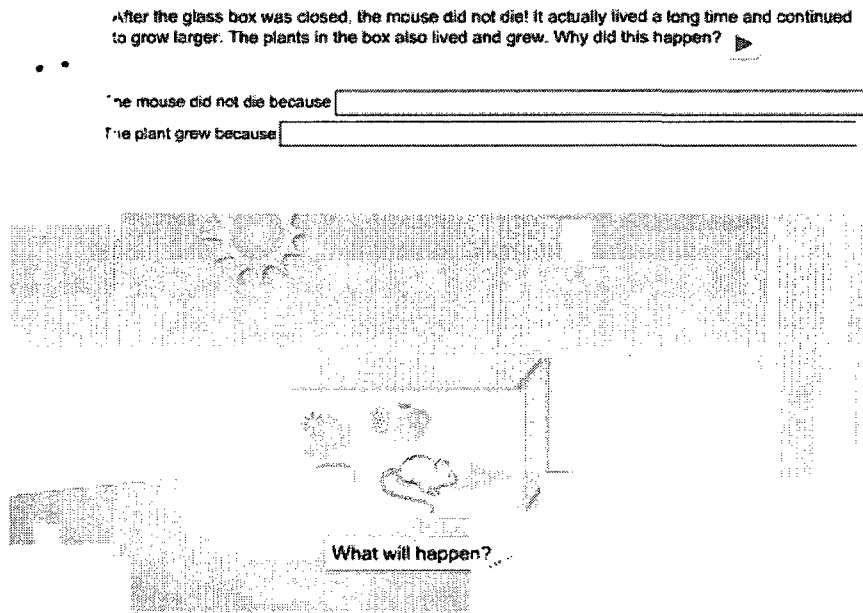 After the glass box was closed, the mouse did not die! It actually lived a long time and continued
to grow larger. The plants in the box also lived and grew. Why did this happen?
The mouse did not die because
The plant grew because
What will happen?